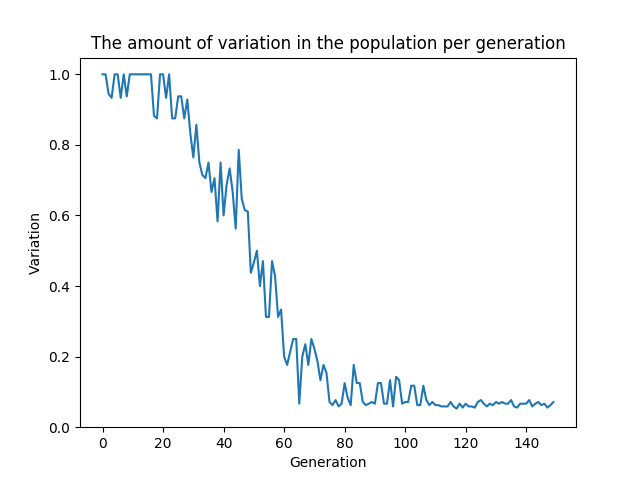 The amount of variation in the population per generation
1.0
0.8
0.6
0.4
0.2
0.0
Variation
0 20 40 60 80 100 120 140
Generation